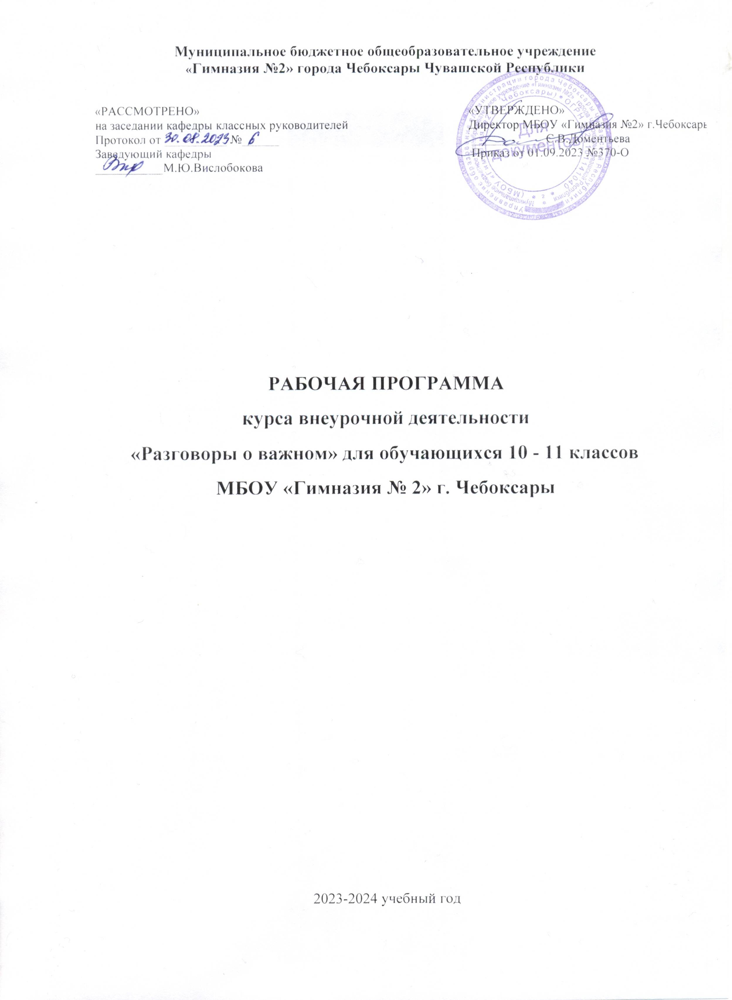 Муниципальное бюджетное общеобразовательное учреждение
«Гимназия №2» города Чебоксары Чувашской Республики
«РАССМОТРЕНО»
на заседании кафедры классных руководителей
Протокол от 30.08.2023 № 6
Заведующий кафедры
М.Ю.Вислобокова
«УТВЕРЖДЕНО»
Директор МБОУ «Гимназия №2» г.Чебоксары
С.В.Доментьева
Приказ от 01.09.2023 №370-О
Для
документов
РАБОЧАЯ ПРОГРАММА
курса внеурочной деятельности
«Разговоры о важном» для обучающихся 10 - 11 классов
МБОУ «Гимназия № 2» г. Чебоксары
2023-2024 учебный год